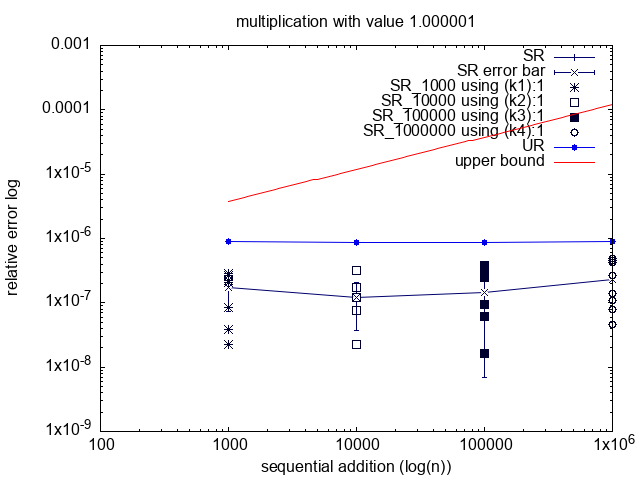 multiplication with value 1.000001
0.001
SR
SR error bar
SR_1000 using (k1):1
SR_10000 using (k2):1
0.0001
SR_100000 using (k3):1
SR_1000000 using (k4):1
UR
upper bound
1x10-5
relative error log
1x10-6
1x10-7
1x10-8
1x10-9
100 1000 10000 100000 1x10^6
sequential addition (log(n))